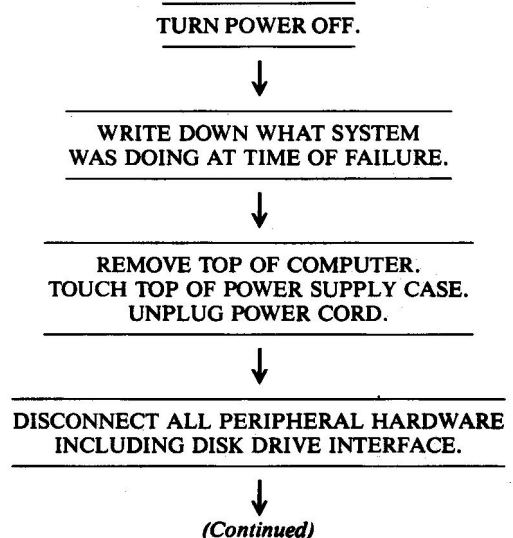 TURN POWER OFF.
WRITE DOWN WHAT SYSTEM
WAS DOING AT TIME OF FAILURE.
REMOVE TOP OF COMPUTER.
TOUCH TOP OF POWER SUPPLY CASE.
UNPLUG POWER CORD.
DISCONNECT ALL PERIPHERAL HARDWARE
INCLUDING DISK DRIVE INTERFACE.
(Continued)